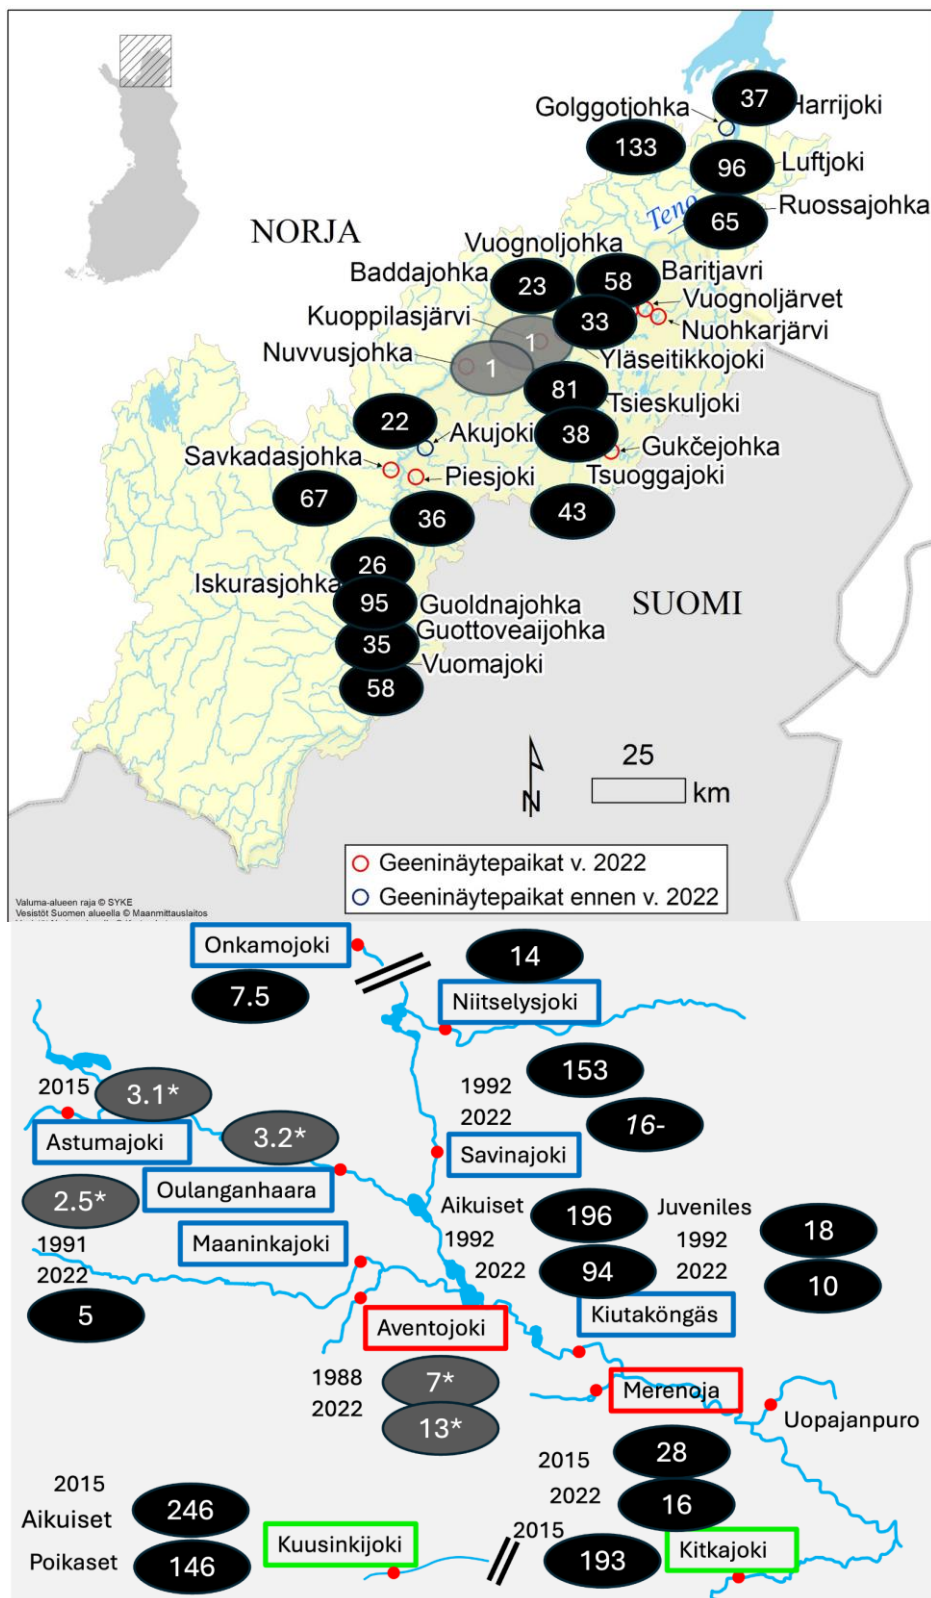 37
Golggotjohka
Harrijoki
133
96
Luftjoki
Teno
65
Ruossajohka
NORJA
Vuognoljohka
Baddajohka
23
58
Baritjavri
Vuognoljärvet
Kuoppilasjärvi
33
Nuohkarjärvi
1
Nuvvusjohka
1
Yläseitikkojoki
81
Tsieskuljoki
22
Akujoki
38
Gukčejohka
Savkadasjohka
Piesjoki
Tsuoggajoki
67
36
43
26
Iskurasjohka
95
Guoldnajohka
SUOMI
Guottoveaijohka
35
Vuomajoki
58
25
N
km
Geeninäytepaikat v. 2022
Geeninäytepaikat ennen v. 2022
Valuma-alueen raja © SYKE
Vesistöt Suomen alueella © Maanmittauslaitos
Onkamojoki
14
7.5
Niitselysjoki
2015
3.1*
1992
153
2022
16-
Astumajoki
3.2*
Savinajoki
2.5*
Oulanganhaara
Aikuiset
196
Juveniles
18
1991
Maaninkajoki
1992
1992
2022
2022
94
2022
10
5
Aventojoki
Kiutaköngäs
1988
7*
Merenoja
2022
13*
Uopajanpuro
2015
28
2015
2022
16
Aikuiset
246
2015
Poikaset
146
Kuusinkijoki
193
Kitkajoki